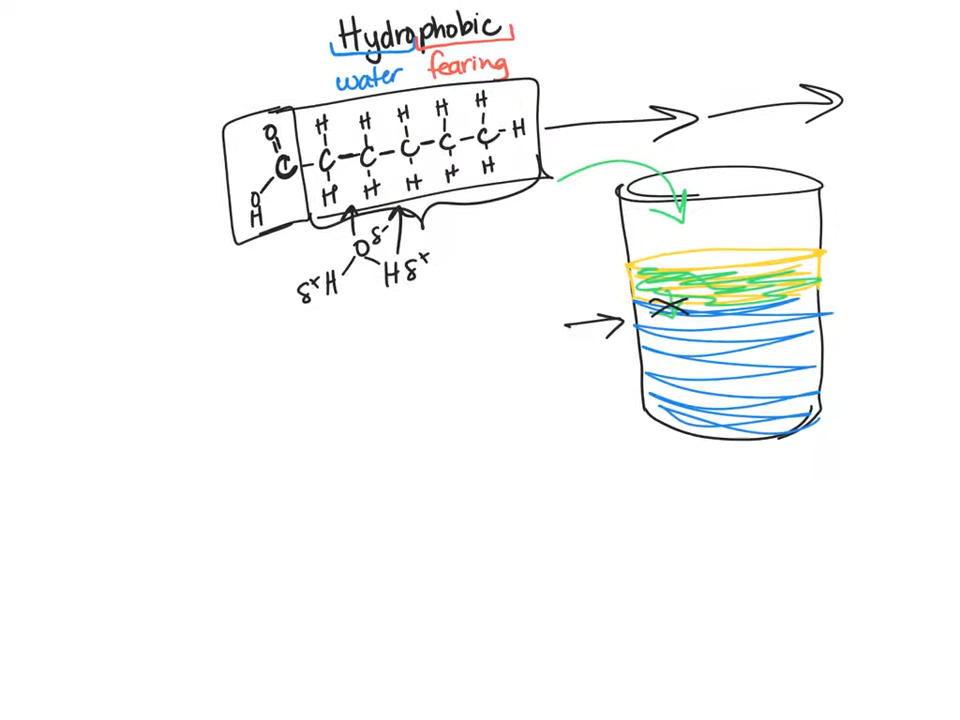 Hydrophobic
water fearing
H H H H H
O C - C - C - C - C - C - H
O H H H H H
H
O δ-
δ+ H H δ+